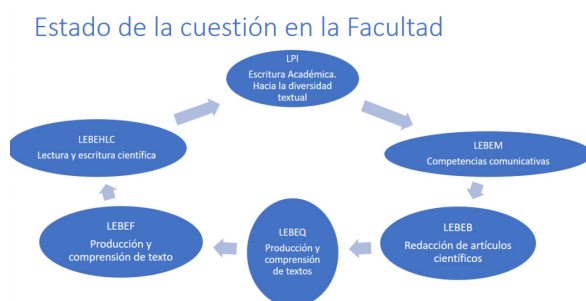 Estado de la cuestión en la Facultad
LPI
Escritura Académica.
Hacia la diversidad
textual
LEBEM
Competencias comunicativas
LEBEB
Redacción de artículos
científicos
LEBEQ
Producción y
comprensión de
textos
LEBEF
Producción y
comprensión de texto
LEBEHLC
Lectura y escritura científica